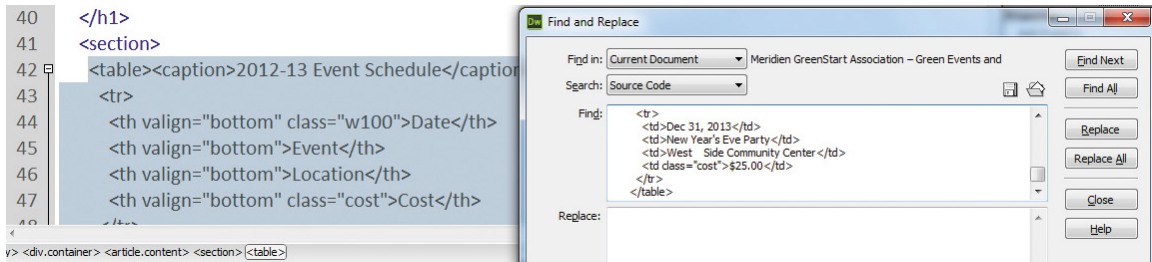 40 </h1>
41 <section>
42 <table><caption>2012-13 Event Schedule</caption
43 <tr>
44 <th valign="bottom" class="w100">Date</th>
45 <th valign="bottom">Event</th>
46 <th valign="bottom">Location</th>
47 <th valign="bottom" class="cost">Cost</th>
48 </tr>
y> <div.container> <article.content> <section> <table>
Dw Find and Replace
Find in: Current Document Meridien GreenStart Association – Green Events and
Find Next
Search: Source Code
Find All
Find:
<tr>
<td>Dec 31, 2013</td>
<td>New Year's Eve Party</td>
<td>West Side Community Center</td>
<td class="cost">$25.00</td>
</tr>
</table>
Replace
Replace All
Close
Replace:
Help